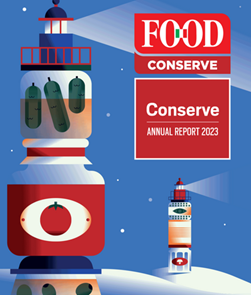 FOOD
CONSERVE
Conserve
ANNUAL REPORT 2023